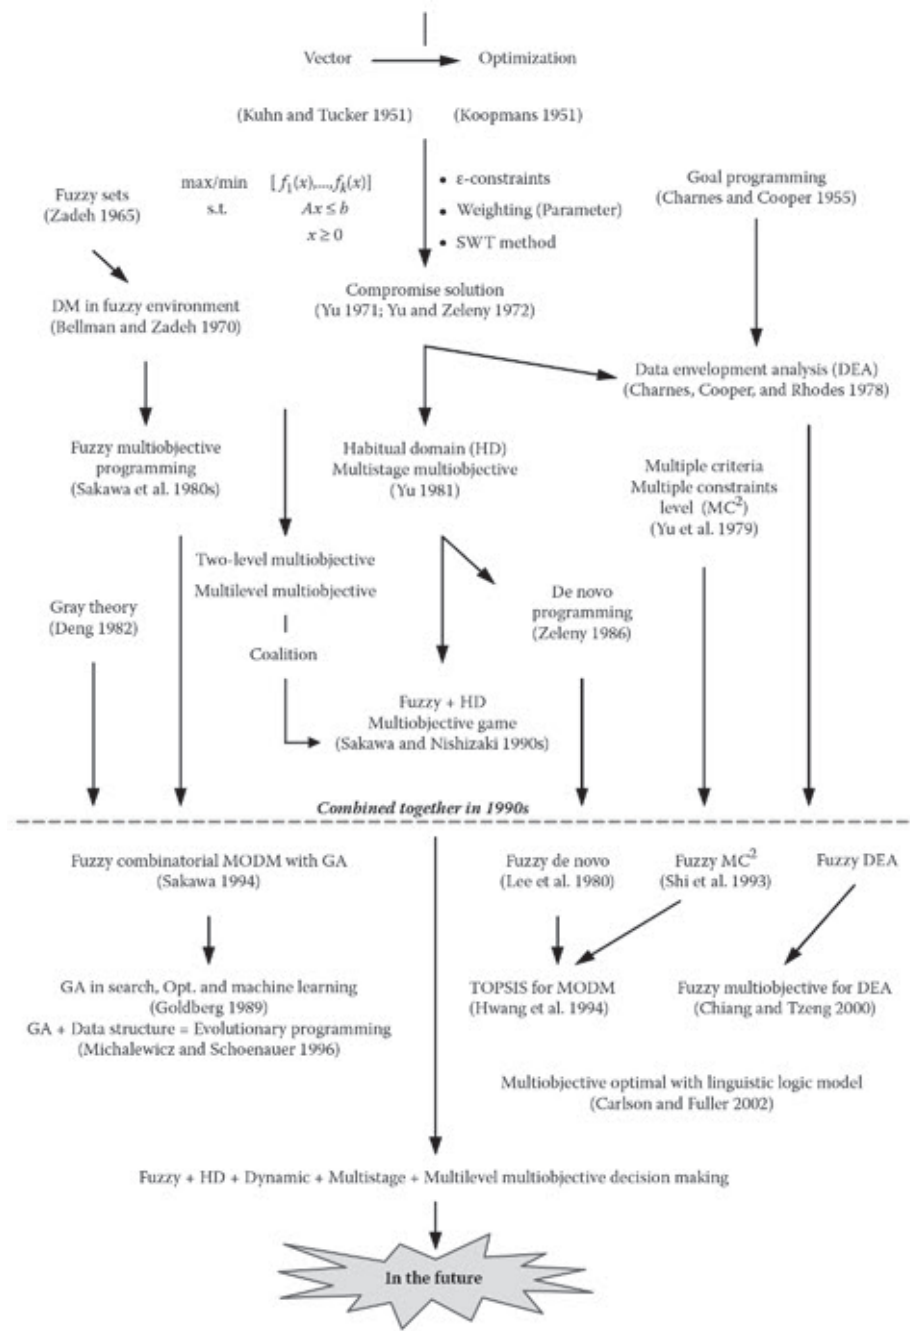 Vector Optimization
(Kuhn and Tucker 1951) (Koopmans 1951)
Fuzzy sets
(Zadeh 1965)
max/min [f₁(x),...,fₖ(x)]
s.t. Ax ≤ b
x ≥ 0
• ε-constraints
• Weighting (Parameter)
• SWT method
Goal programming
(Charnes and Cooper 1955)
DM in fuzzy environment
(Bellman and Zadeh 1970)
Compromise solution
(Yu 1971; Yu and Zeleny 1972)
Data envelopment analysis (DEA)
(Charnes, Cooper, and Rhodes 1978)
Fuzzy multiobjective
programming
(Sakawa et al. 1980s)
Habitual domain (HD)
Multistage multiobjective
(Yu 1981)
Multiple criteria
Multiple constraints
level (MC²)
(Yu et al. 1979)
Two-level multiobjective
Multilevel multiobjective
Coalition
Gray theory
(Deng 1982)
De novo
programming
(Zeleny 1986)
Fuzzy + HD
Multiobjective game
(Sakawa and Nishizaki 1990s)
Combined together in 1990s
Fuzzy combinatorial MODM with GA
(Sakawa 1994)
Fuzzy de novo
(Lee et al. 1980)
Fuzzy MC²
(Shi et al. 1993)
Fuzzy DEA
GA in search, Opt. and machine learning
(Goldberg 1989)
GA + Data structure = Evolutionary programming
(Michalewicz and Schoenauer 1996)
TOPSIS for MODM
(Hwang et al. 1994)
Fuzzy multiobjective for DEA
(Chiang and Tzeng 2000)
Multiobjective optimal with linguistic logic model
(Carlson and Fuller 2002)
Fuzzy + HD + Dynamic + Multistage + Multilevel multiobjective decision making
In the future